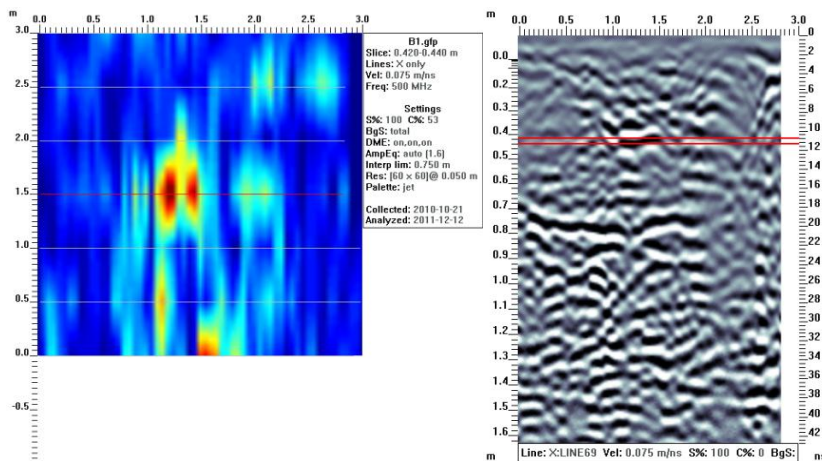 m
0.0 0.5 1.0 1.5 2.0 2.5 3.0
3.0
2.5
2.0
1.5
1.0
0.5
0.0
-0.5
B1.gfp
Slice: 0.420-0.440 m
Lines: X only
Vel: 0.075 m/ns
Freq: 500 MHz
Settings
S%: 100 C%: 53
BgS: total
DME: on,on,on
AmpEq: auto (1.6)
Interp lim: 0.750 m
Res: [60 x 60]@ 0.050 m
Palette: jet
Collected: 2010-10-21
Analyzed: 2011-12-12
m
0.0 0.5 1.0 1.5 2.0 2.5 3.0
0.0
0.1
0.2
0.3
0.4
0.5
0.6
0.7
0.8
0.9
1.0
1.1
1.2
1.3
1.4
1.5
1.6
m
0
2
4
6
8
10
12
14
16
18
20
22
24
26
28
30
32
34
36
38
40
42
ns
Line: X:LINE69 Vel: 0.075 m/ns S%: 100 C%: 0 BgS: